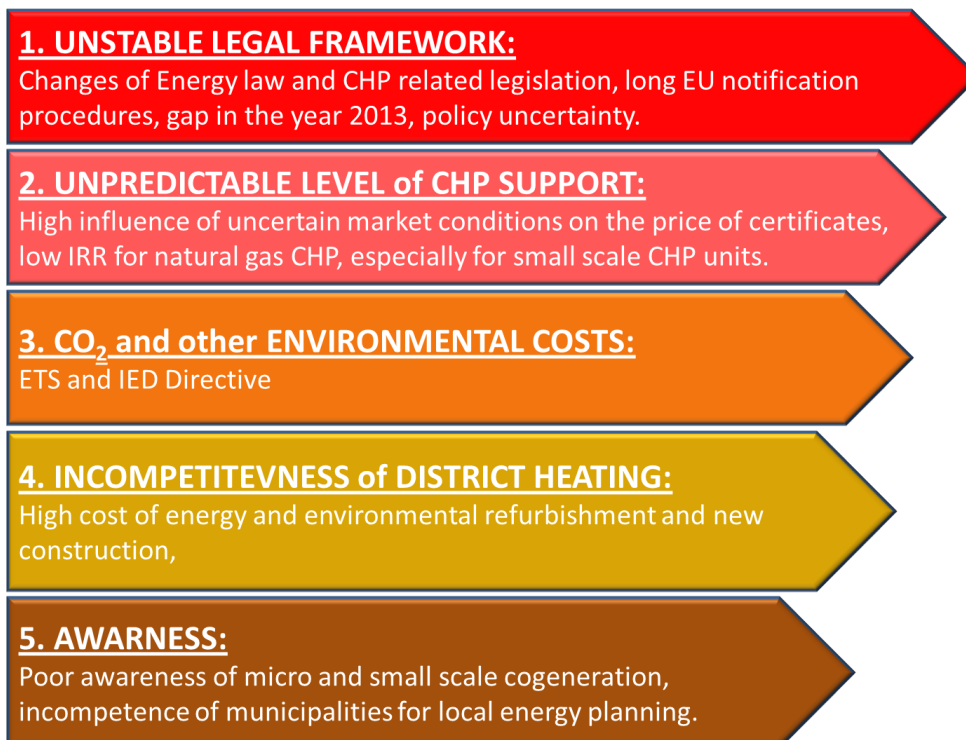 1. UNSTABLE LEGAL FRAMEWORK:
Changes of Energy law and CHP related legislation, long EU notification
procedures, gap in the year 2013, policy uncertainty.
2. UNPREDICTABLE LEVEL of CHP SUPPORT:
High influence of uncertain market conditions on the price of certificates,
low IRR for natural gas CHP, especially for small scale CHP units.
3. CO₂ and other ENVIRONMENTAL COSTS:
ETS and IED Directive
4. INCOMPETITEVNESS of DISTRICT HEATING:
High cost of energy and environmental refurbishment and new
construction,
5. AWARNESS:
Poor awareness of micro and small scale cogeneration,
incompetence of municipalities for local energy planning.